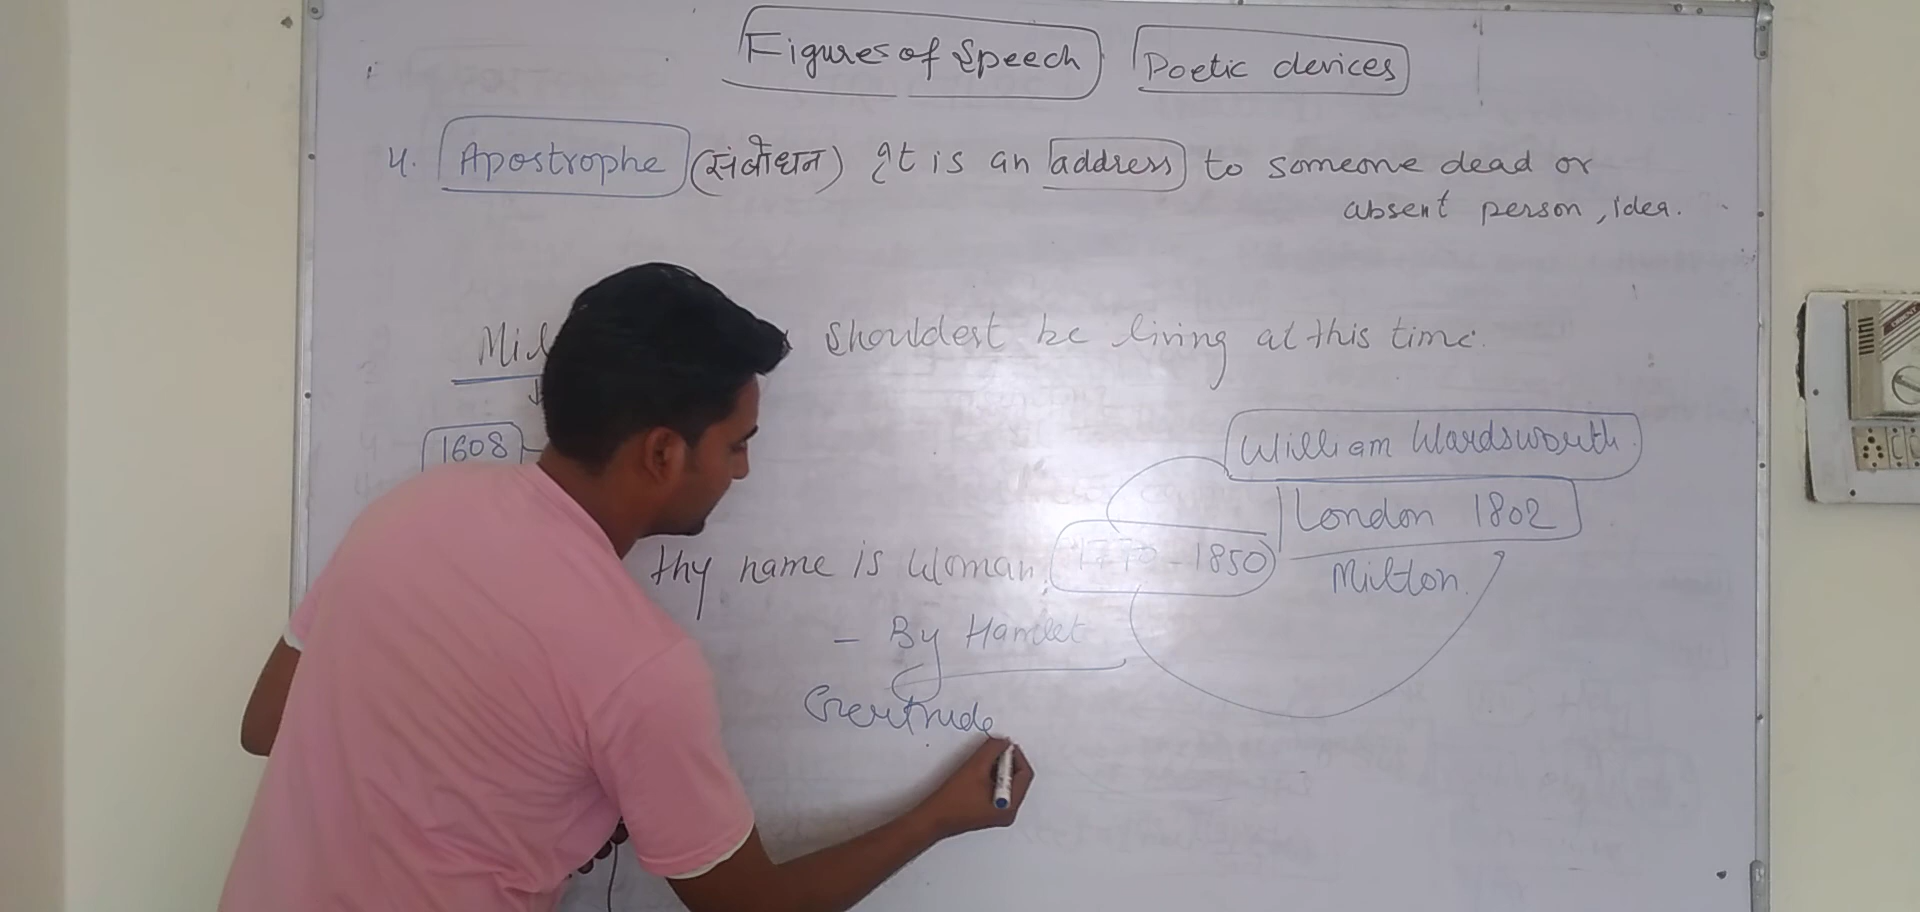 Figures of Speech Poetic devices
4. Apostrophe (संबोधन) It is an address to someone dead or
absent person, idea.
Shouldest be living at this time.
1608
William Wardsworth
London 1802
Milton.
thy name is Woman. 1770-1850
- By Hamlet
Gertrude